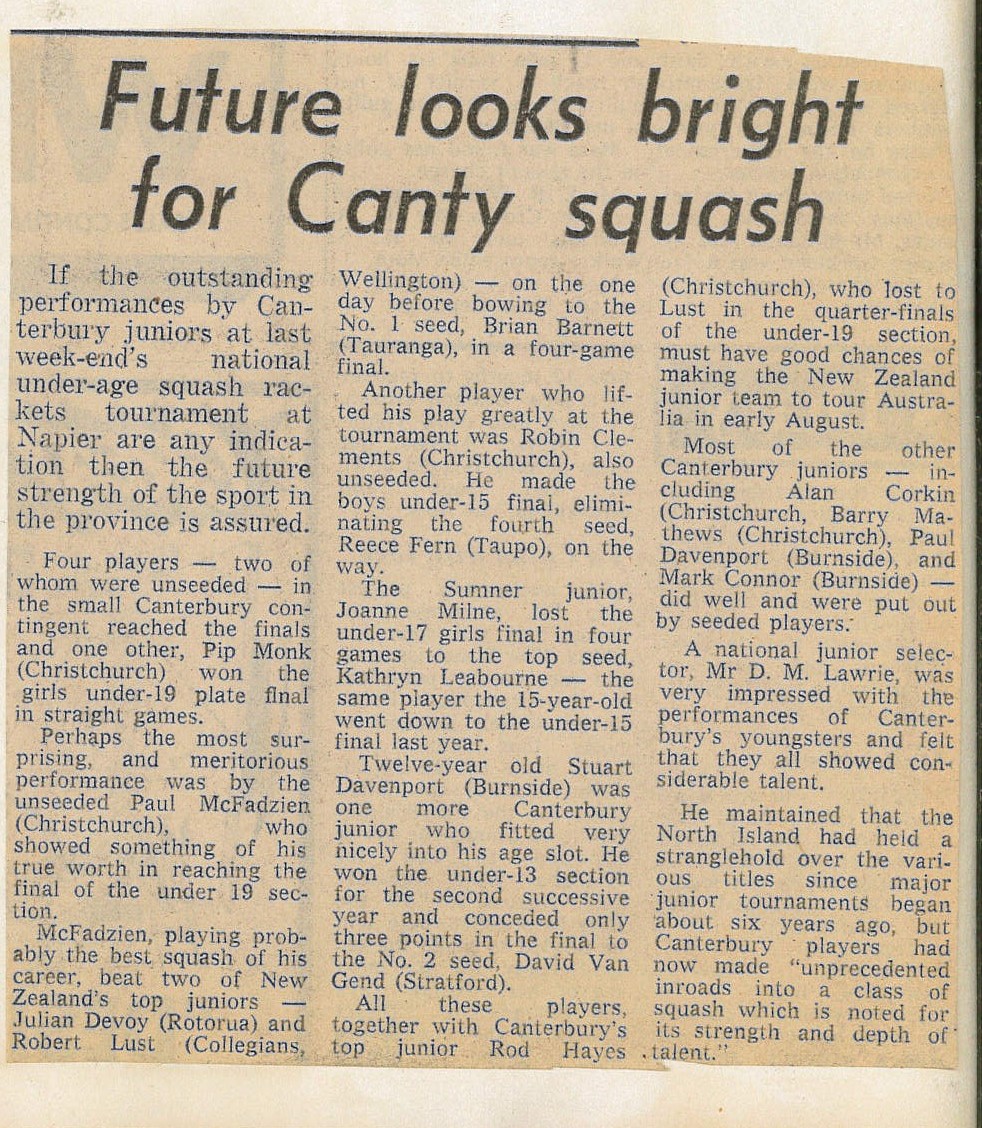 Future looks bright
for Canty squash
If the outstanding
performances by Can-
terbury juniors at last
week-end's national
under-age squash rac-
kets tournament at
Napier are any indica-
tion then the future
strength of the sport in
the province is assured.
Four players — two of
whom were unseeded — in
the small Canterbury con-
tingent reached the finals
and one other, Pip Monk
(Christchurch) won the
girls under-19 plate final
in straight games.
Perhaps the most sur-
prising, and meritorious
performance was by the
unseeded Paul McFadzien
(Christchurch), who
showed something of his
true worth in reaching the
final of the under 19 sec-
tion.
McFadzien, playing prob-
ably the best squash of his
career, beat two of New
Zealand's top juniors —
Julian Devoy (Rotorua) and
Robert Lust (Collegians,
Wellington) — on the one
day before bowing to the
No. 1 seed, Brian Barnett
(Tauranga), in a four-game
final.
Another player who lif-
ted his play greatly at the
tournament was Robin Cle-
ments (Christchurch), also
unseeded. He made the
boys under-15 final, elimi-
nating the fourth seed,
Reece Fern (Taupo), on the
way.
The Sumner junior,
Joanne Milne, lost the
under-17 girls final in four
games to the top seed,
Kathryn Leabourne — the
same player the 15-year-old
went down to the under-15
final last year.
Twelve-year old Stuart
Davenport (Burnside) was
one more Canterbury
junior who fitted very
nicely into his age slot. He
won the under-13 section
for the second successive
year and conceded only
three points in the final to
the No. 2 seed, David Van
Gend (Stratford).
All these players,
together with Canterbury's
top junior Rod Hayes
(Christchurch), who lost to
Lust in the quarter-finals
of the under-19 section,
must have good chances of
making the New Zealand
junior team to tour Austra-
lia in early August.
Most of the other
Canterbury juniors — in-
cluding Alan Corkin
(Christchurch, Barry Ma-
thews (Christchurch), Paul
Davenport (Burnside), and
Mark Connor (Burnside) —
did well and were put out
by seeded players.
A national junior selec-
tor, Mr D. M. Lawrie, was
very impressed with the
performances of Canter-
bury's youngsters and felt
that they all showed con-
siderable talent.
He maintained that the
North Island had held a
stranglehold over the vari-
ous titles since major
junior tournaments began
about six years ago, but
Canterbury players had
now made "unprecedented
inroads into a class of
squash which is noted for
its strength and depth of
talent."